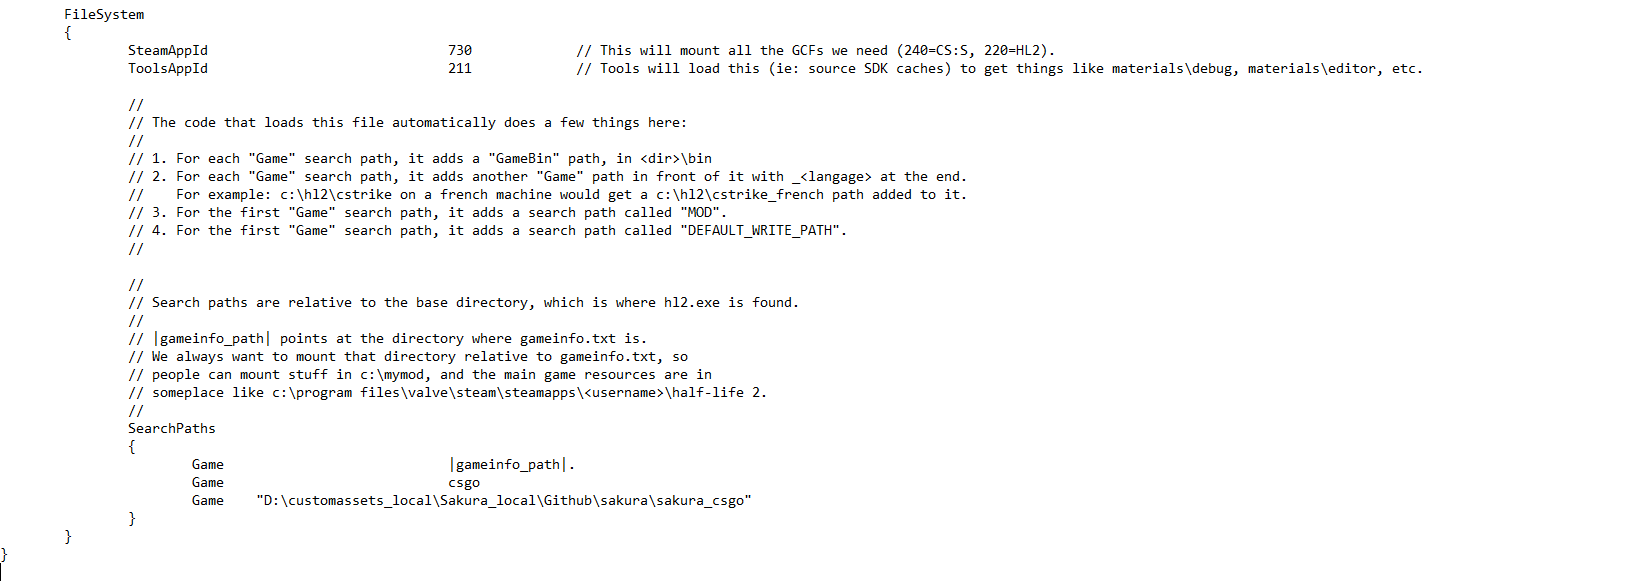 FileSystem
{
SteamAppId 730 // This will mount all the GCFs we need (240=CS:S, 220=HL2).
ToolsAppId 211 // Tools will load this (ie: source SDK caches) to get things like materials\debug, materials\editor, etc.
//
// The code that loads this file automatically does a few things here:
//
// 1. For each "Game" search path, it adds a "GameBin" path, in <dir>\bin
// 2. For each "Game" search path, it adds another "Game" path in front of it with _<langage> at the end.
// For example: c:\hl2\cstrike on a french machine would get a c:\hl2\cstrike_french path added to it.
// 3. For the first "Game" search path, it adds a search path called "MOD".
// 4. For the first "Game" search path, it adds a search path called "DEFAULT_WRITE_PATH".
//
//
// Search paths are relative to the base directory, which is where hl2.exe is found.
//
// |gameinfo_path| points at the directory where gameinfo.txt is.
// We always want to mount that directory relative to gameinfo.txt, so
// people can mount stuff in c:\mymod, and the main game resources are in
// someplace like c:\program files\valve\steam\steamapps\<username>\half-life 2.
//
SearchPaths
{
Game |gameinfo_path|.
Game csgo
Game "D:\customassets_local\Sakura_local\Github\sakura\sakura_csgo"
}
}
}